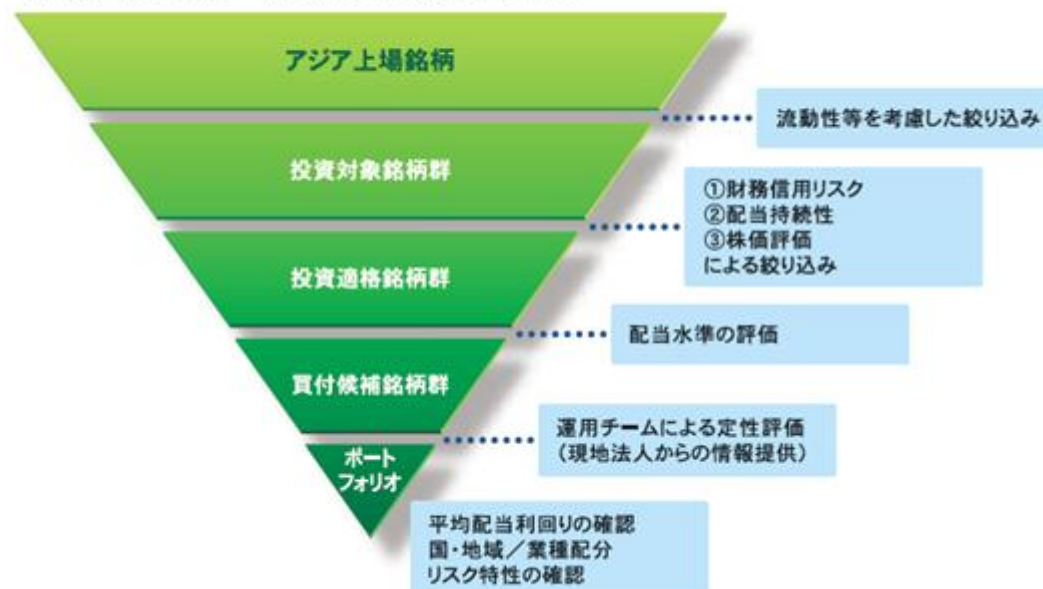 アジア上場銘柄
流動性等を考慮した絞り込み
投資対象銘柄群
①財務信用リスク
②配当持続性
③株価評価
による絞り込み
投資適格銘柄群
配当水準の評価
買付候補銘柄群
運用チームによる定性評価
（現地法人からの情報提供）
ポート
フォリオ
平均配当利回りの確認
国・地域／業種配分
リスク特性の確認